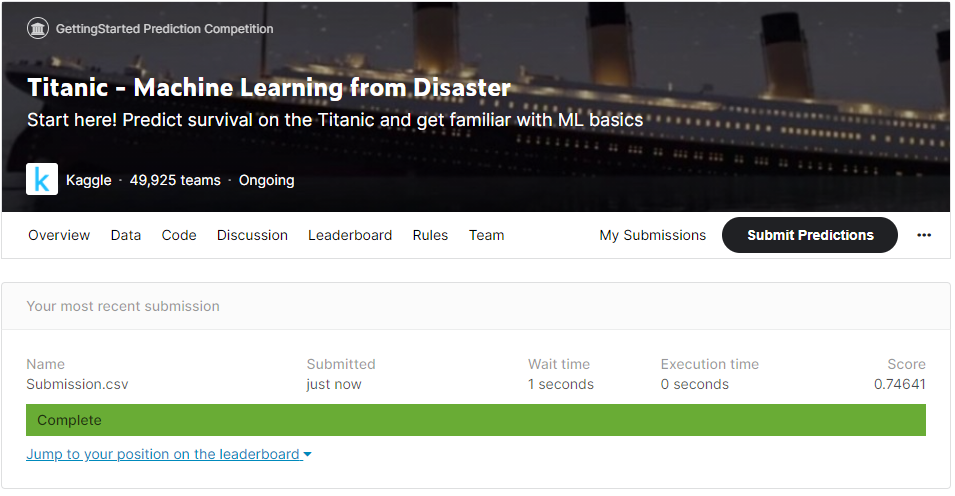 GettingStarted Prediction Competition
Titanic - Machine Learning from Disaster
Start here! Predict survival on the Titanic and get familiar with ML basics
k Kaggle · 49,925 teams · Ongoing
Overview Data Code Discussion Leaderboard Rules Team My Submissions Submit Predictions
Your most recent submission
Name Submitted Wait time Execution time Score
Submission.csv just now 1 seconds 0 seconds 0.74641
Complete
Jump to your position on the leaderboard